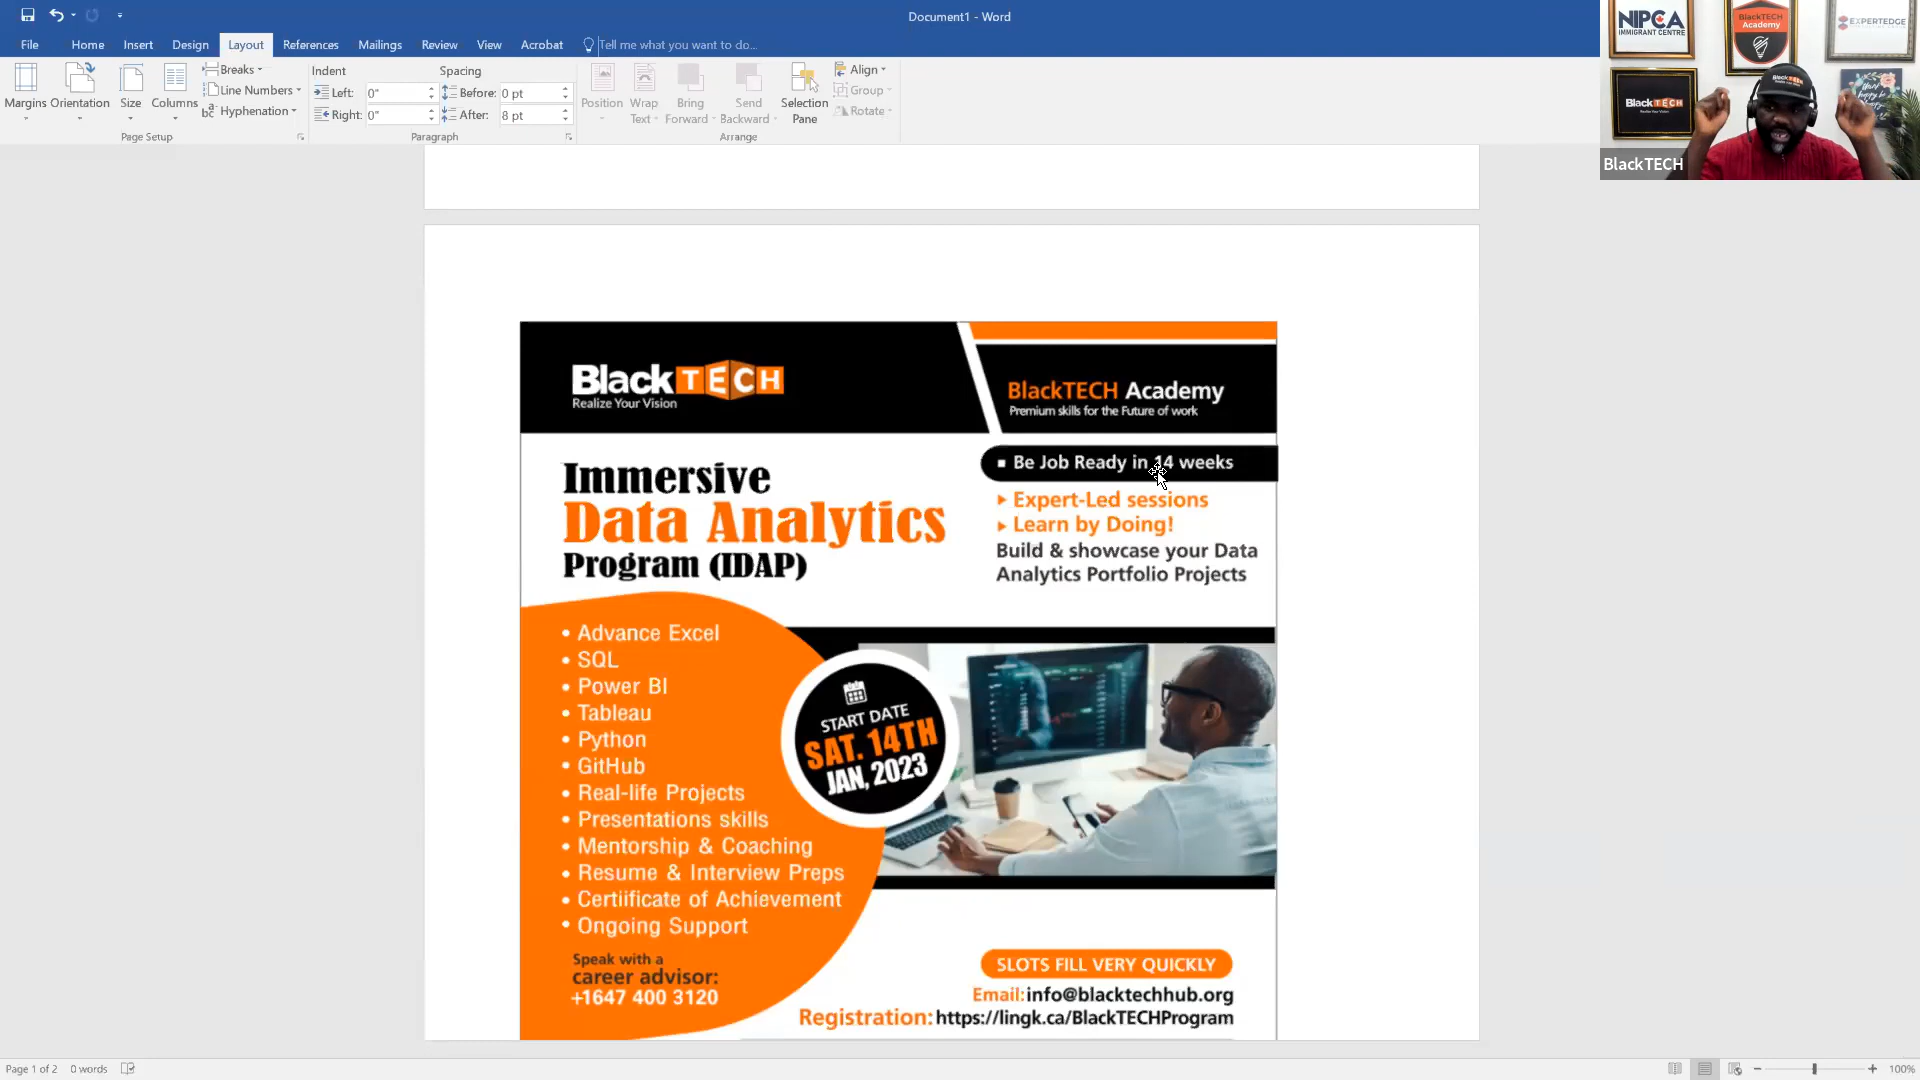 Document1 - Word
File Home Insert Design Layout References Mailings Review View Acrobat Tell me what you want to do...
Margins Orientation Size Columns
Breaks
Line Numbers
Hyphenation
Page Setup
Indent
Left: 0"
Right: 0"
Spacing
Before: 0 pt
After: 8 pt
Paragraph
Position Wrap Text Bring Forward Send Backward Selection Pane
Align
Group
Rotate
Arrange
NIPCA
IMMIGRANT CENTRE
BlackTECH
Academy
EXPERTEDGE
BlackTECH
BlackTECH
BlackTECH
Realize Your Vision
BlackTECH Academy
Premium skills for the Future of work
Be Job Ready in 14 weeks
Expert-Led sessions
Learn by Doing!
Build & showcase your Data
Analytics Portfolio Projects
Immersive
Data Analytics
Program (IDAP)
• Advance Excel
• SQL
• Power BI
• Tableau
• Python
• GitHub
• Real-life Projects
• Presentations skills
• Mentorship & Coaching
• Resume & Interview Preps
• Certiificate of Achievement
• Ongoing Support
START DATE
SAT. 14TH
JAN, 2023
Speak with a
career advisor:
+1647 400 3120
SLOTS FILL VERY QUICKLY
Email: info@blacktechhub.org
Registration: https://lingk.ca/BlackTECHProgram
Page 1 of 2 0 words
100%